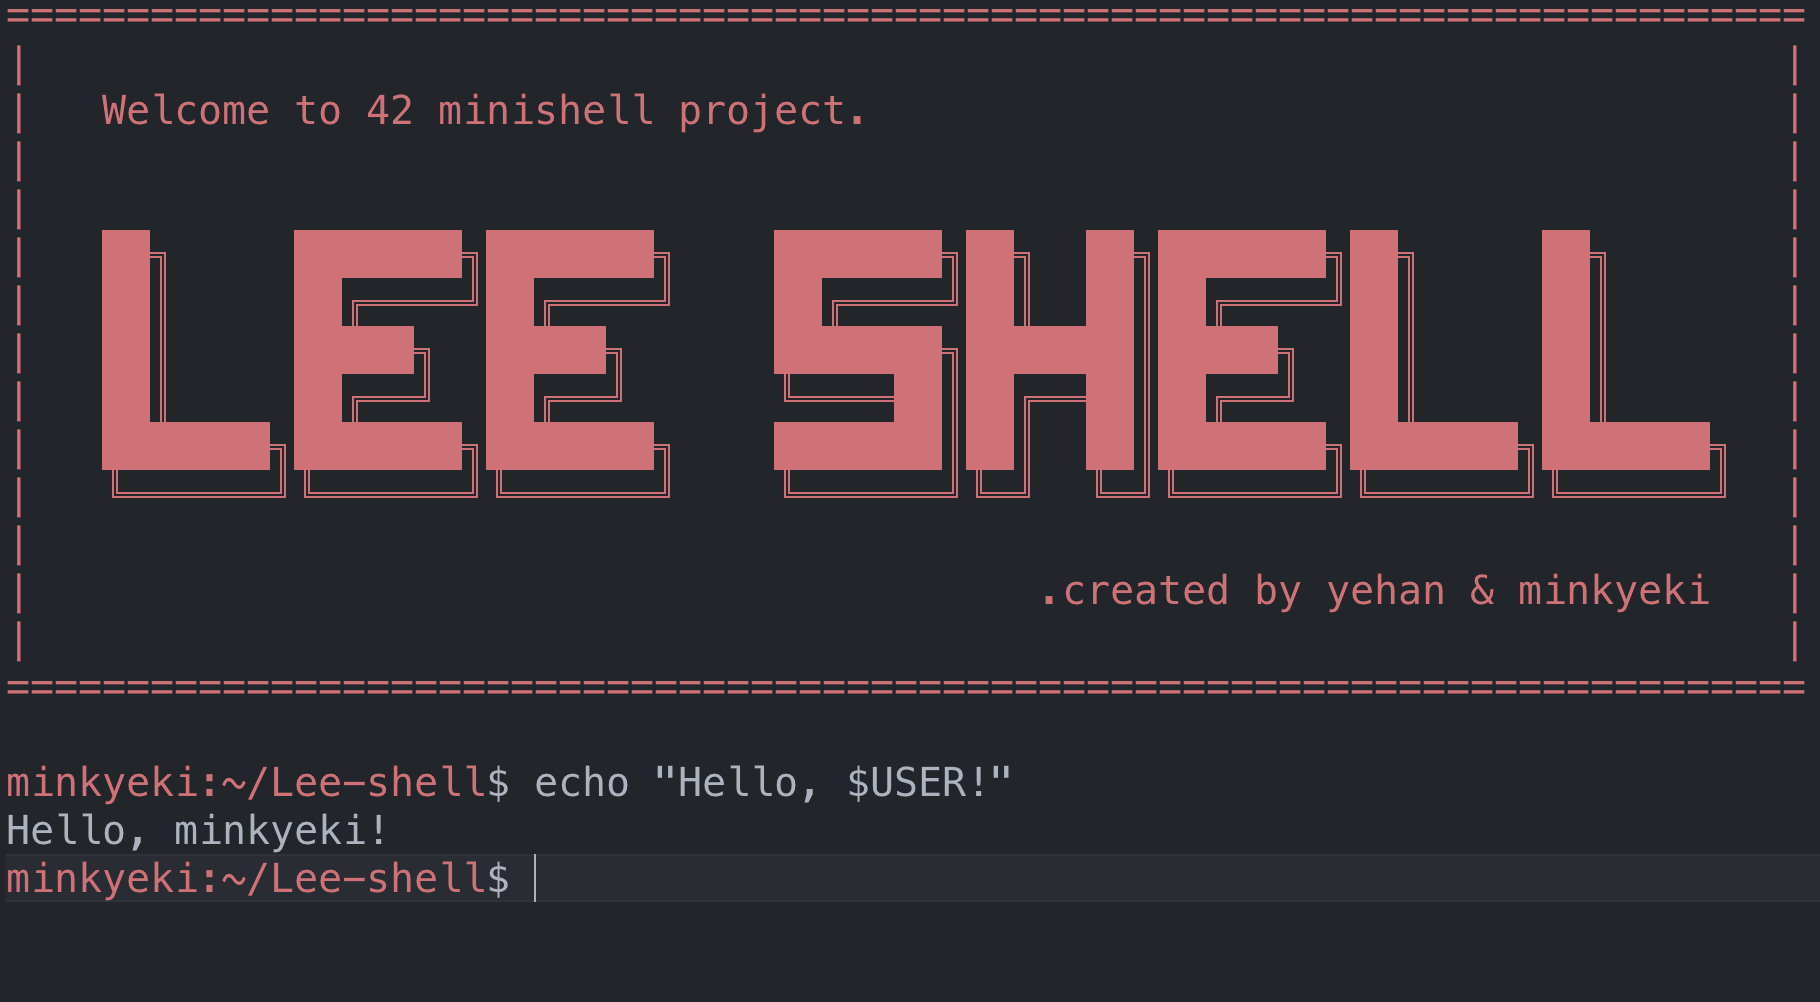 Welcome to 42 minishell project.
LEE SHELL
.created by yehan & minkyeki
minkyeki:~/Lee-shell$ echo "Hello, $USER!"
Hello, minkyeki!
minkyeki:~/Lee-shell$